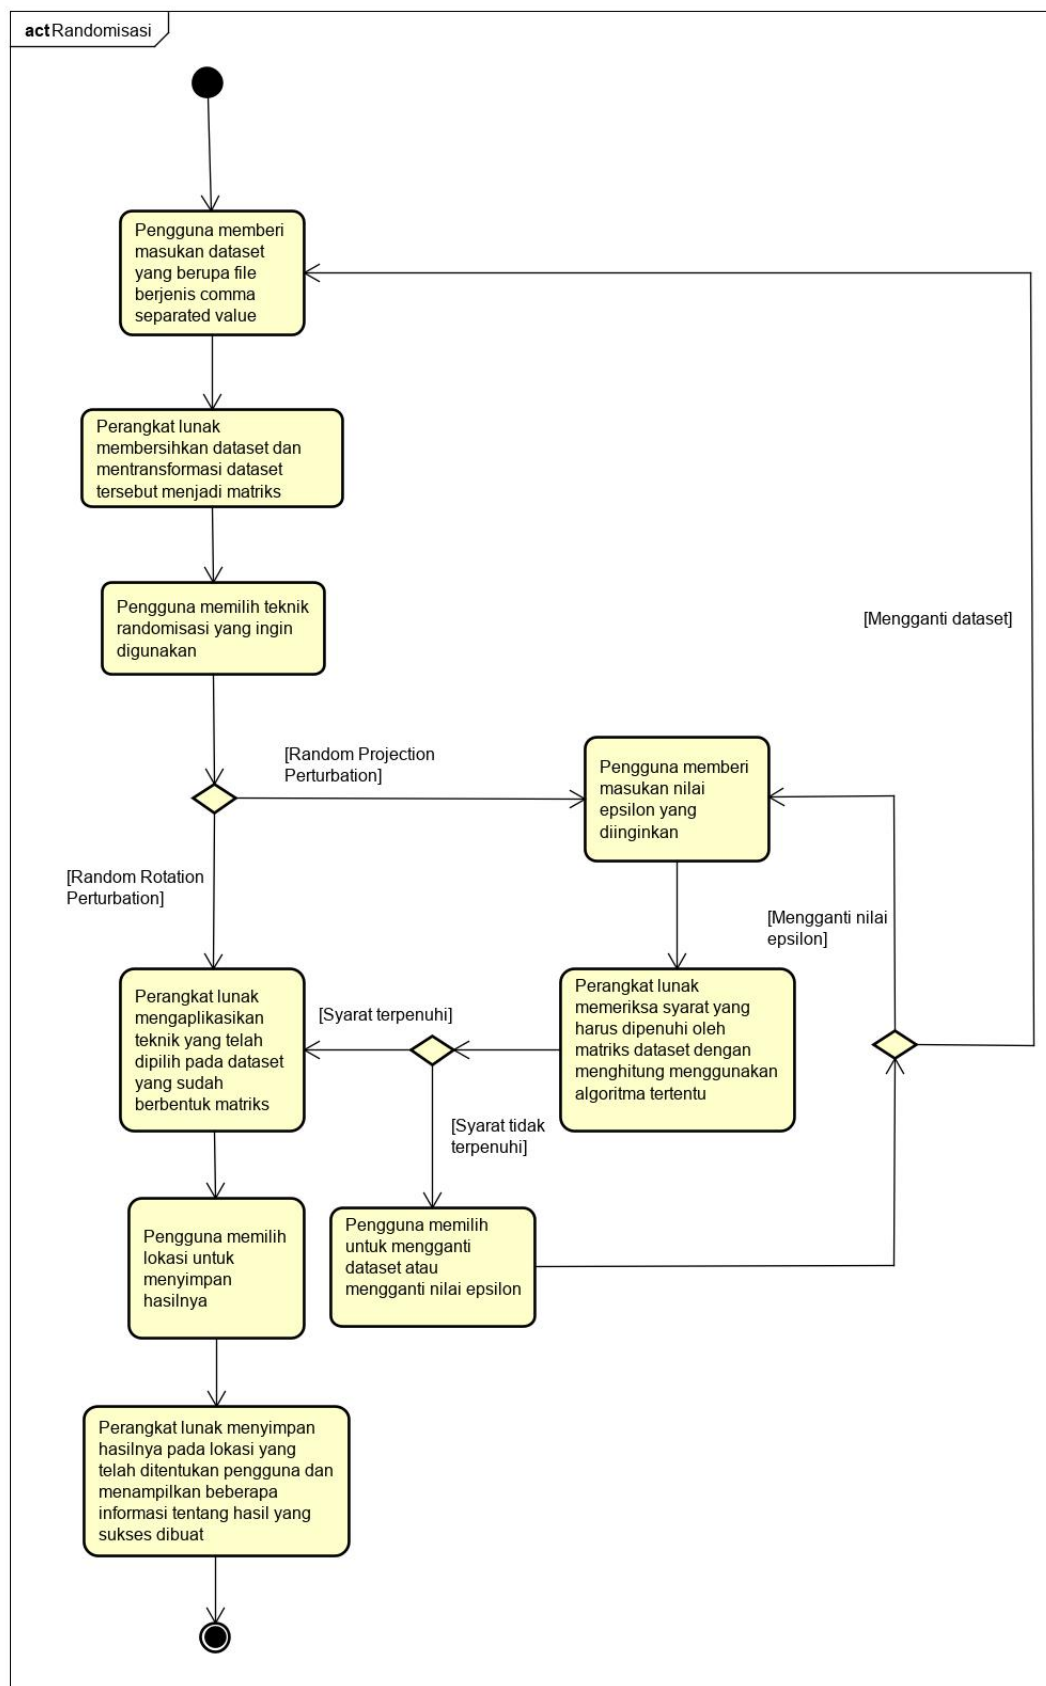 act Randomisasi
Pengguna memberi
masukan dataset
yang berupa file
berjenis comma
separated value
Perangkat lunak
membersihkan dataset dan
mentransformasi dataset
tersebut menjadi matriks
Pengguna memilih teknik
randomisasi yang ingin
digunakan
[Mengganti dataset]
[Random Projection
Perturbation]
Pengguna memberi
masukan nilai
epsilon yang
diinginkan
[Random Rotation
Perturbation]
[Mengganti nilai
epsilon]
Perangkat lunak
mengaplikasikan
teknik yang telah
dipilih pada dataset
yang sudah
berbentuk matriks
[Syarat terpenuhi]
Perangkat lunak
memeriksa syarat yang
harus dipenuhi oleh
matriks dataset dengan
menghitung menggunakan
algoritma tertentu
[Syarat tidak
terpenuhi]
Pengguna memilih
lokasi untuk
menyimpan
hasilnya
Pengguna memilih
untuk mengganti
dataset atau
mengganti nilai epsilon
Perangkat lunak menyimpan
hasilnya pada lokasi yang
telah ditentukan pengguna dan
menampilkan beberapa
informasi tentang hasil yang
sukses dibuat